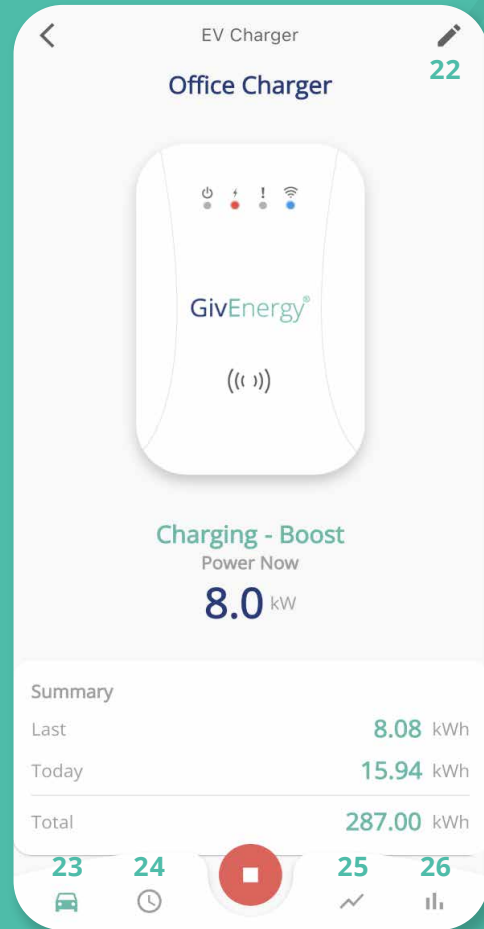 EV Charger
22
Office Charger
GivEnergy®
Charging - Boost
Power Now
8.0 kW
Summary
Last 8.08 kWh
Today 15.94 kWh
Total 287.00 kWh
23 24 25 26